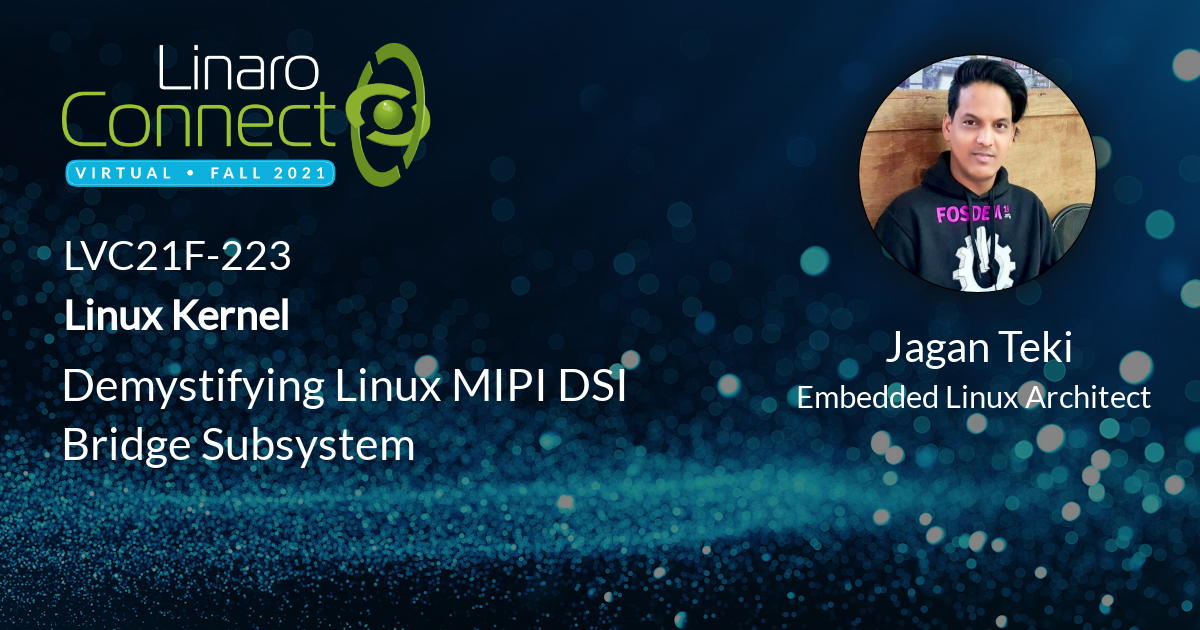 Linaro
Connect
VIRTUAL • FALL 2021
LVC21F-223
Linux Kernel
Demystifying Linux MIPI DSI
Bridge Subsystem
FOSDEM
Jagan Teki
Embedded Linux Architect